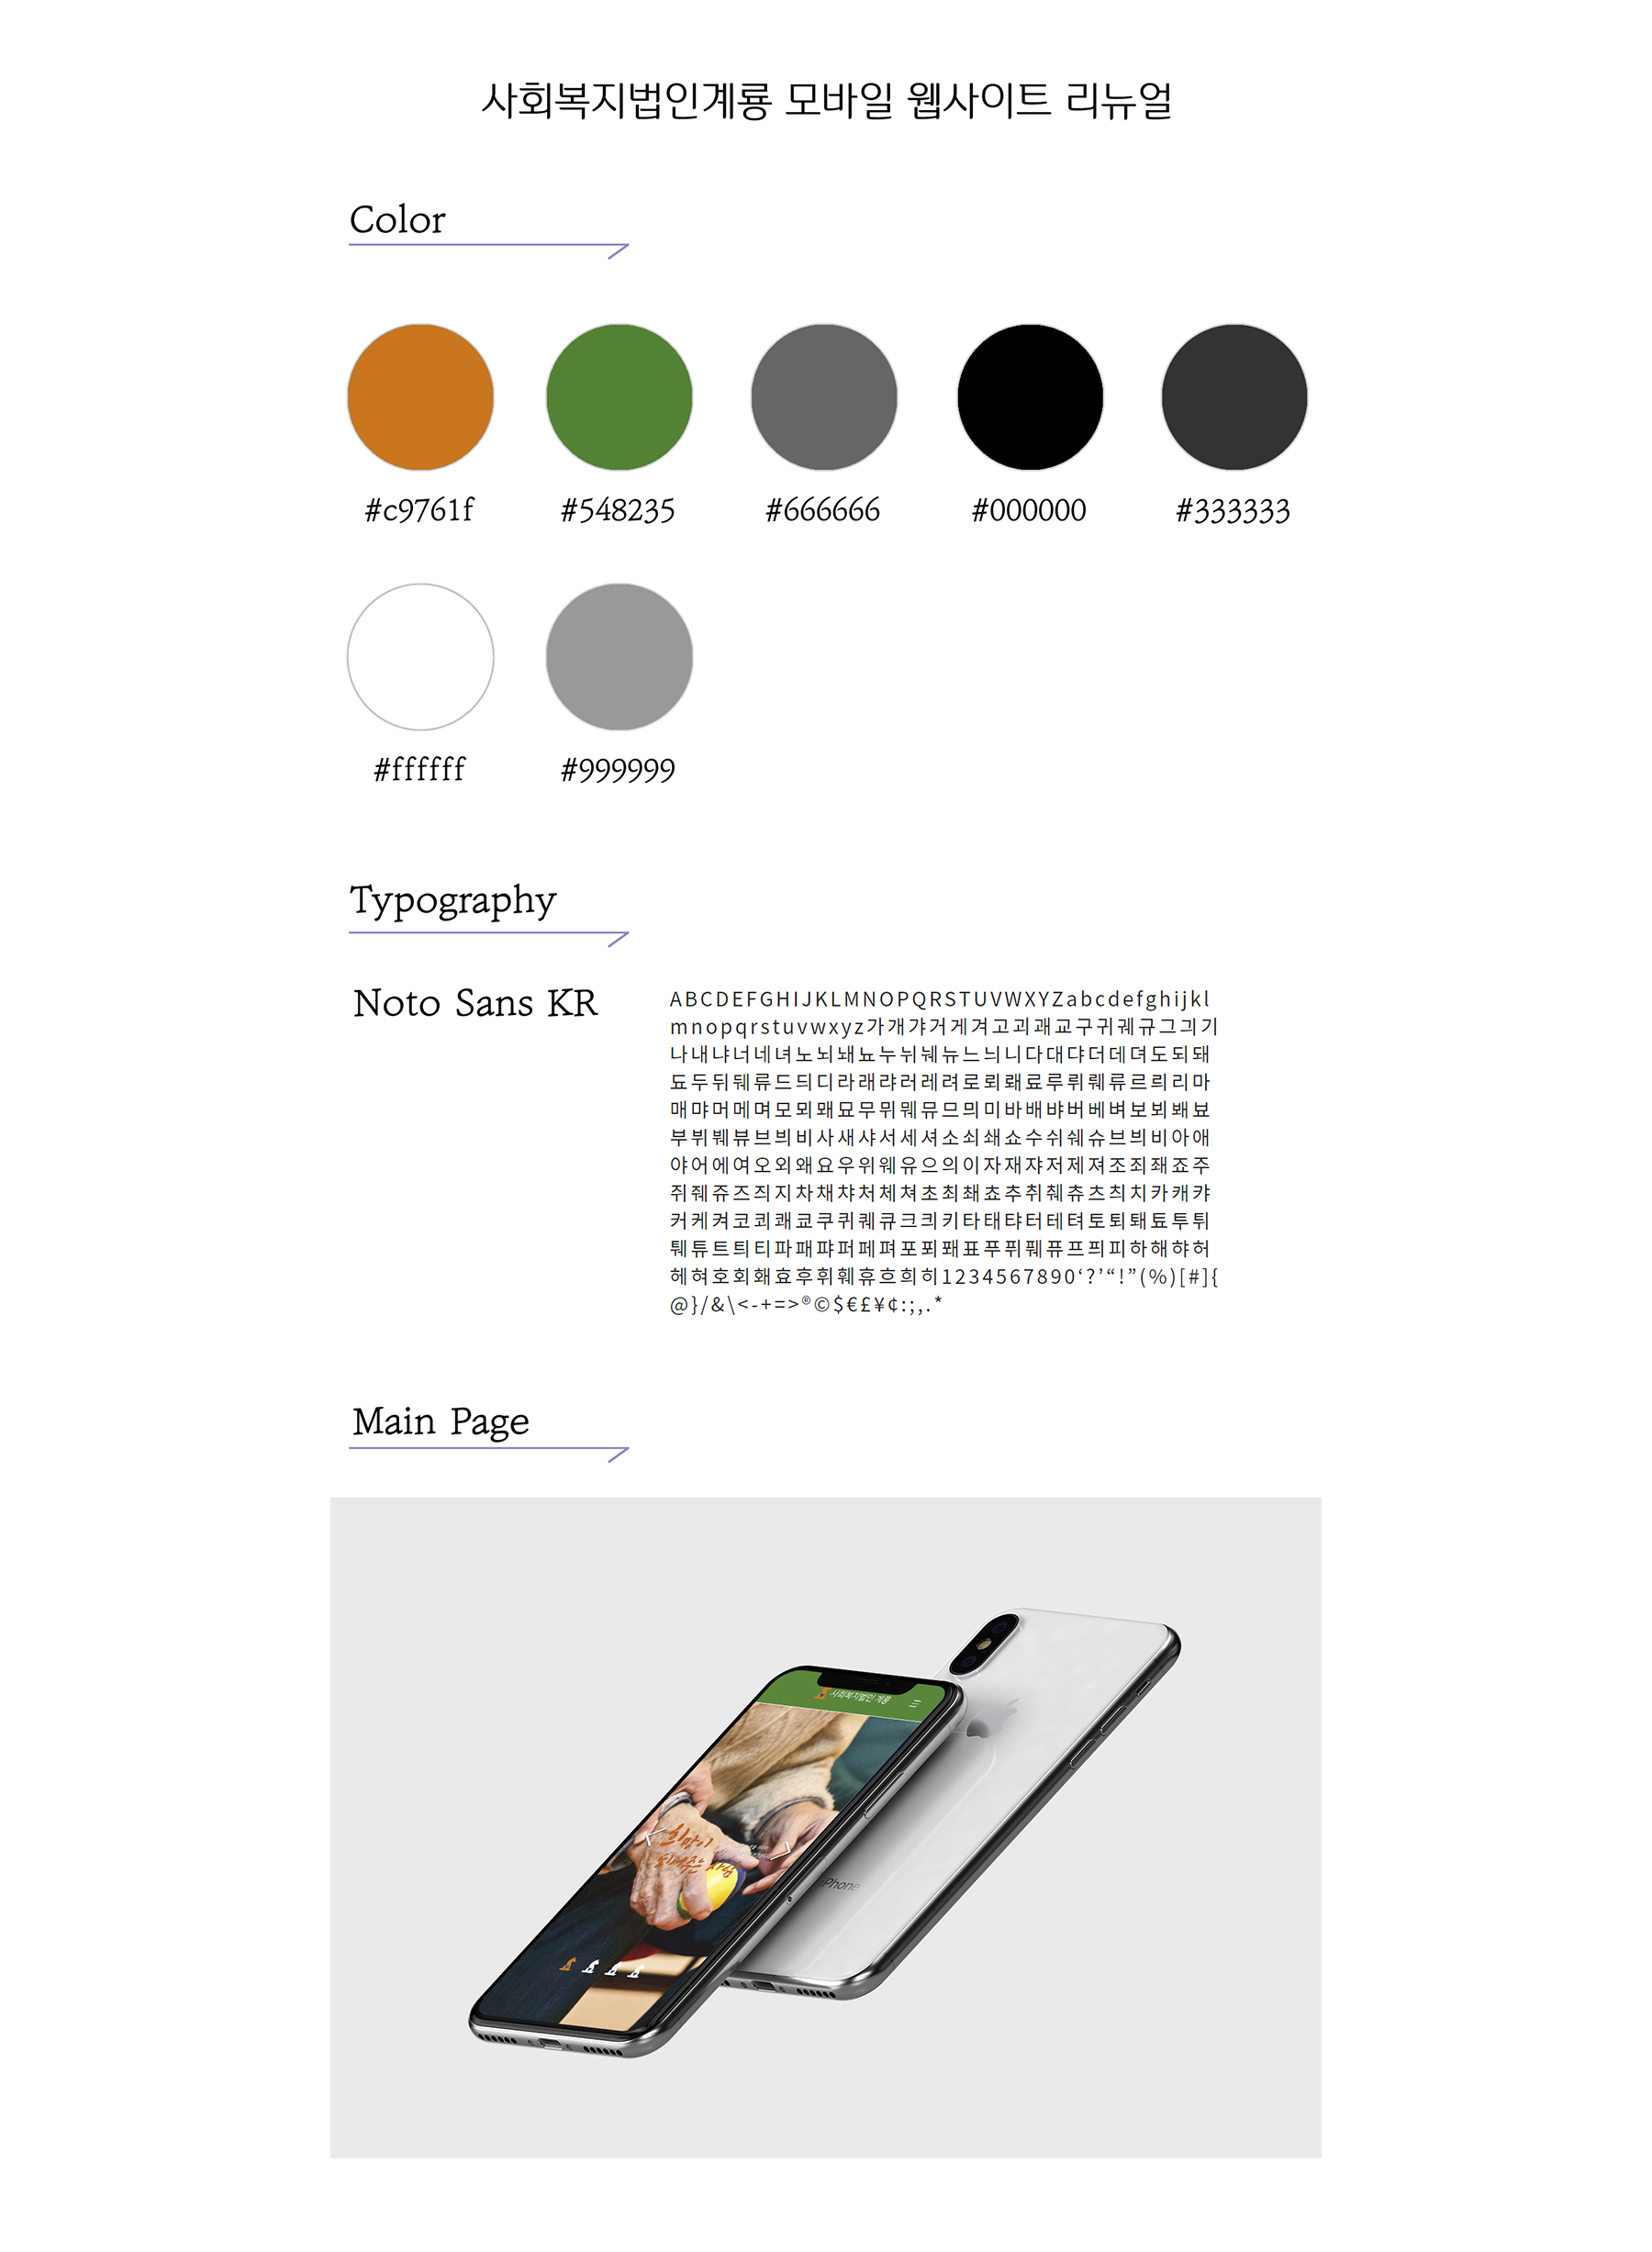 사회복지법인계룡 모바일 웹사이트 리뉴얼
Color
#c9761f #548235 #666666 #000000 #333333
#ffffff #999999
Typography
Noto Sans KR
ABCDEFGHIJKLMNOPQRSTUVWXYZabcdefghijkl
mnopqrstuvwxyz가개갸거게겨고괴괘교구귀궤규그긔기
나내냐너네녀노뇌놰뇨누뉘눼뉴느늬니다대댜더데뎌도되돼
됴두뒤뒈류드듸디라래랴러레려로뢰뢔료루뤼뤠류르릐리마
매먀머메며모뫼뫠묘무뮈뭬뮤므믜미바배뱌버베벼보뵈봬뵤
부뷔붸뷰브븨비사새샤서세셔소쇠쇄쇼수쉬쉐슈브븨비아애
야어에여오외왜요우위웨유으의이자재쟈저제져조죄좨죠주
쥐줴쥬즈즤지차채챠처체쳐초최쵀쵸추취췌츄츠츼치카캐캬
커케켜코쾨쾌쿄쿠퀴퀘큐크킈키타태탸터테텨토퇴퇘툐투튀
퉤튜트틔티파패퍄퍼페펴포푀퐤표푸퓌풰퓨프픠피하해햐허
헤혀호회홰효후휘훼휴흐희히1234567890‘?’“!”(%)[#]{
@}/&\<-+=>®©$€£¥¢:;,.*
Main Page
사회복지법인 계룡
희망이
되어주는 사람
iPhone